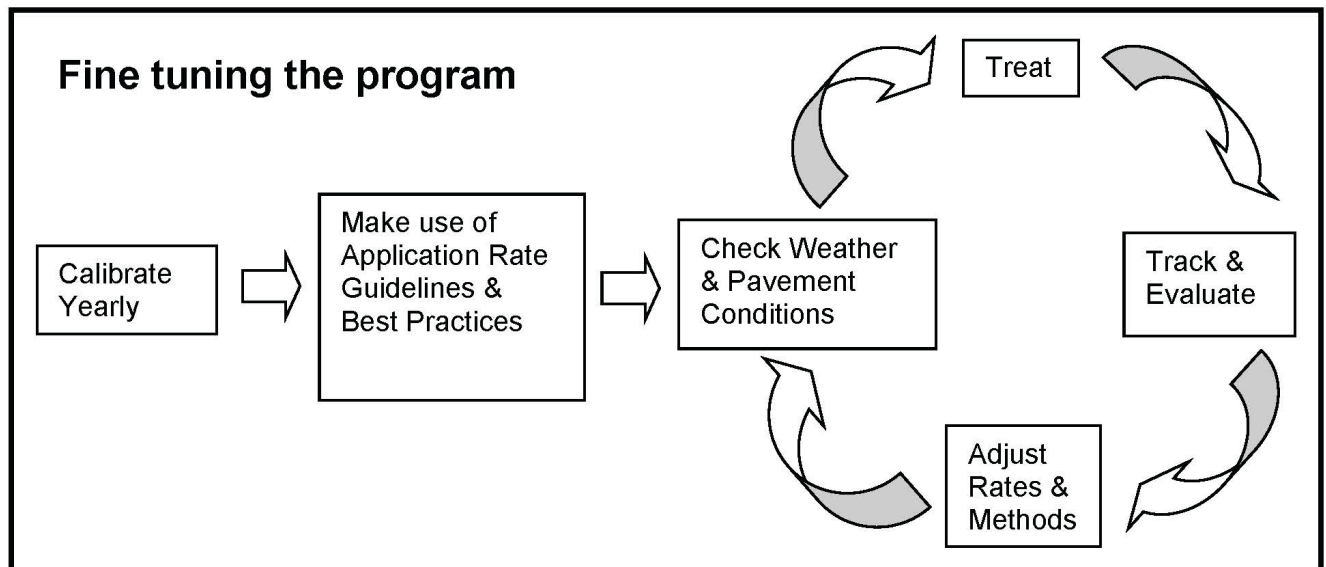 Fine tuning the program
Calibrate
Yearly
Make use of
Application Rate
Guidelines &
Best Practices
Check Weather
& Pavement
Conditions
Treat
Track &
Evaluate
Adjust
Rates &
Methods